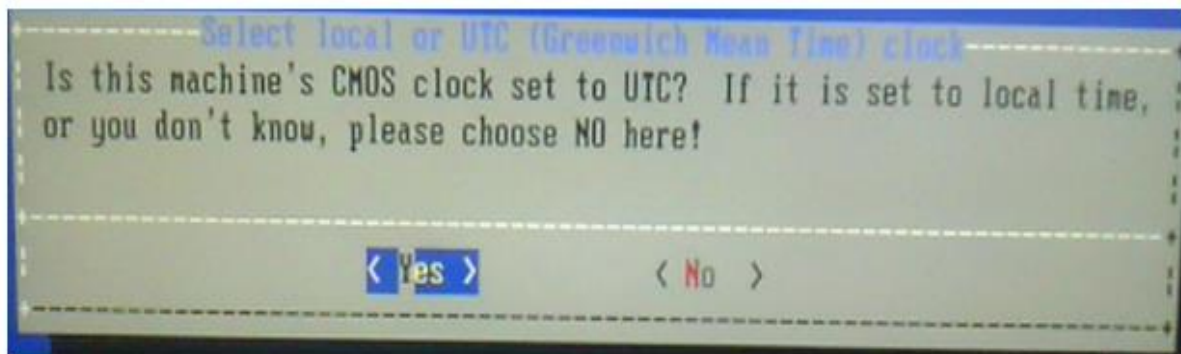 Select local or UTC (Greenwich Mean Time) clock
Is this machine's CMOS clock set to UTC?  If it is set to local time,
or you don't know, please choose NO here!
< Yes > < No >